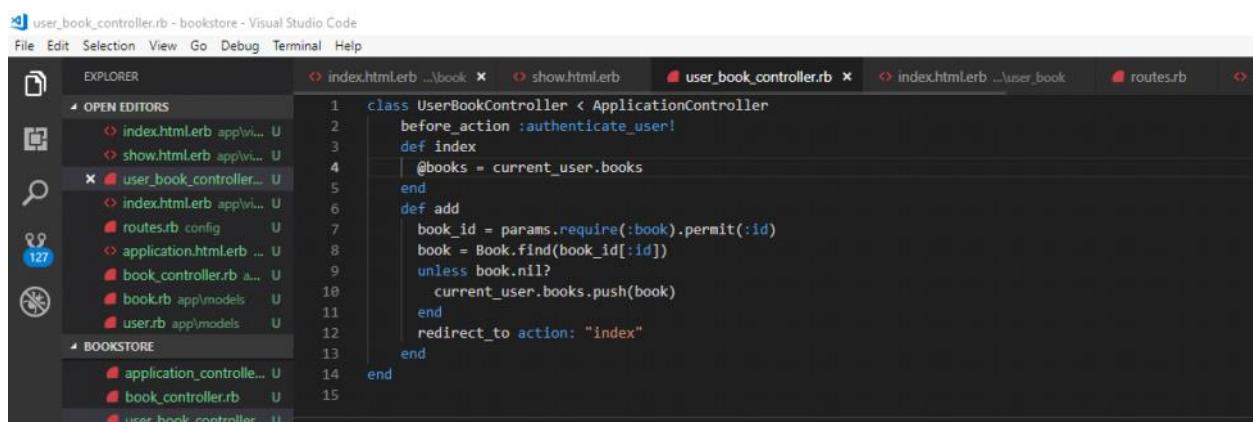 user_book_controller.rb - bookstore - Visual Studio Code
File Edit Selection View Go Debug Terminal Help
EXPLORER
index.html.erb ...\book
show.html.erb
user_book_controller.rb
index.html.erb ...\user_book
routes.rb
OPEN EDITORS
index.html.erb app\vi... U
show.html.erb app\vi... U
user_book_controller... U
index.html.erb app\vi... U
routes.rb config U
application.html.erb ... U
book_controller.rb a... U
book.rb app\models U
user.rb app\models U
BOOKSTORE
application_controlle... U
book_controller.rb U
user_book_controller... U
127
1 class UserBookController < ApplicationController
2 before_action :authenticate_user!
3 def index
4 @books = current_user.books
5 end
6 def add
7 book_id = params.require(:book).permit(:id)
8 book = Book.find(book_id[:id])
9 unless book.nil?
10 current_user.books.push(book)
11 end
12 redirect_to action: "index"
13 end
14 end
15